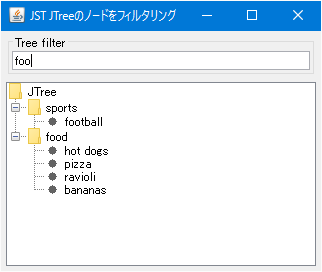 JST JTreeのノードをフィルタリング
Tree filter
foo
JTree
sports
football
food
hot dogs
pizza
ravioli
bananas